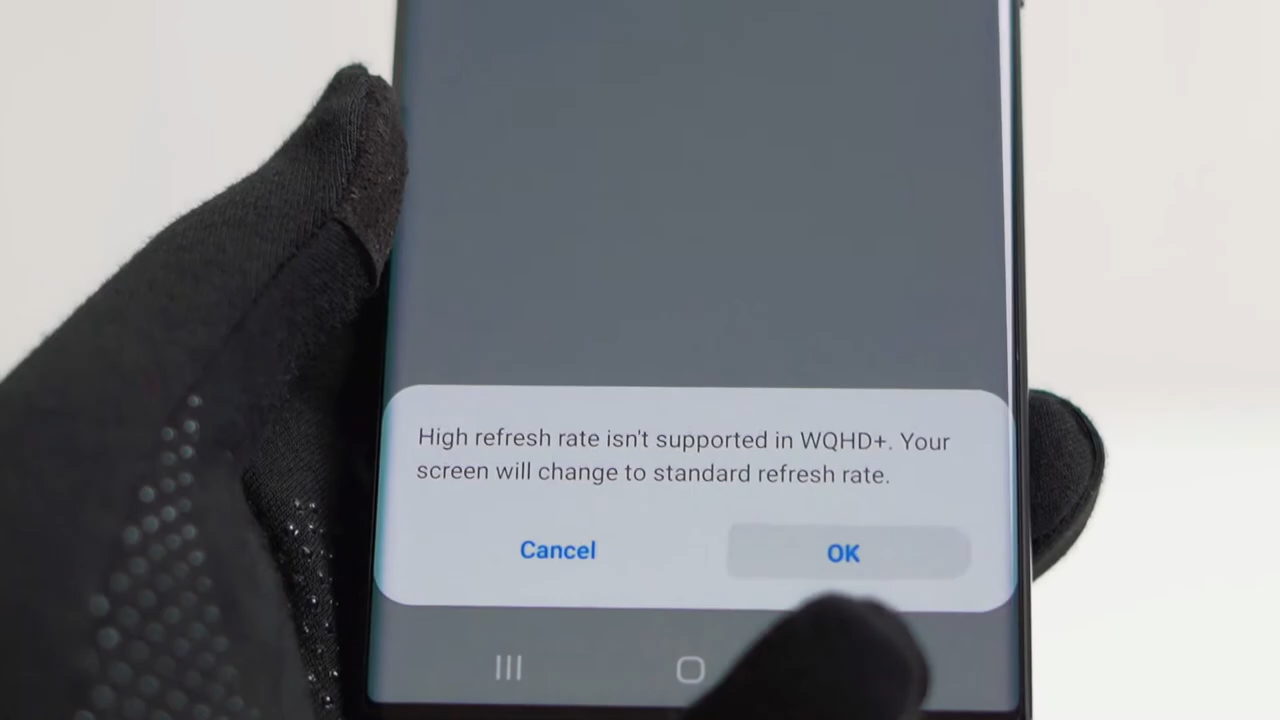 High refresh rate isn't supported in WQHD+. Your
screen will change to standard refresh rate.
Cancel
OK